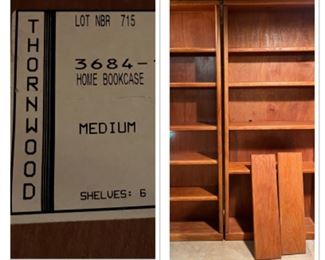 THORNWOOD
LOT NBR 715
3684-
HOME BOOKCASE
MEDIUM
SHELVES: 6